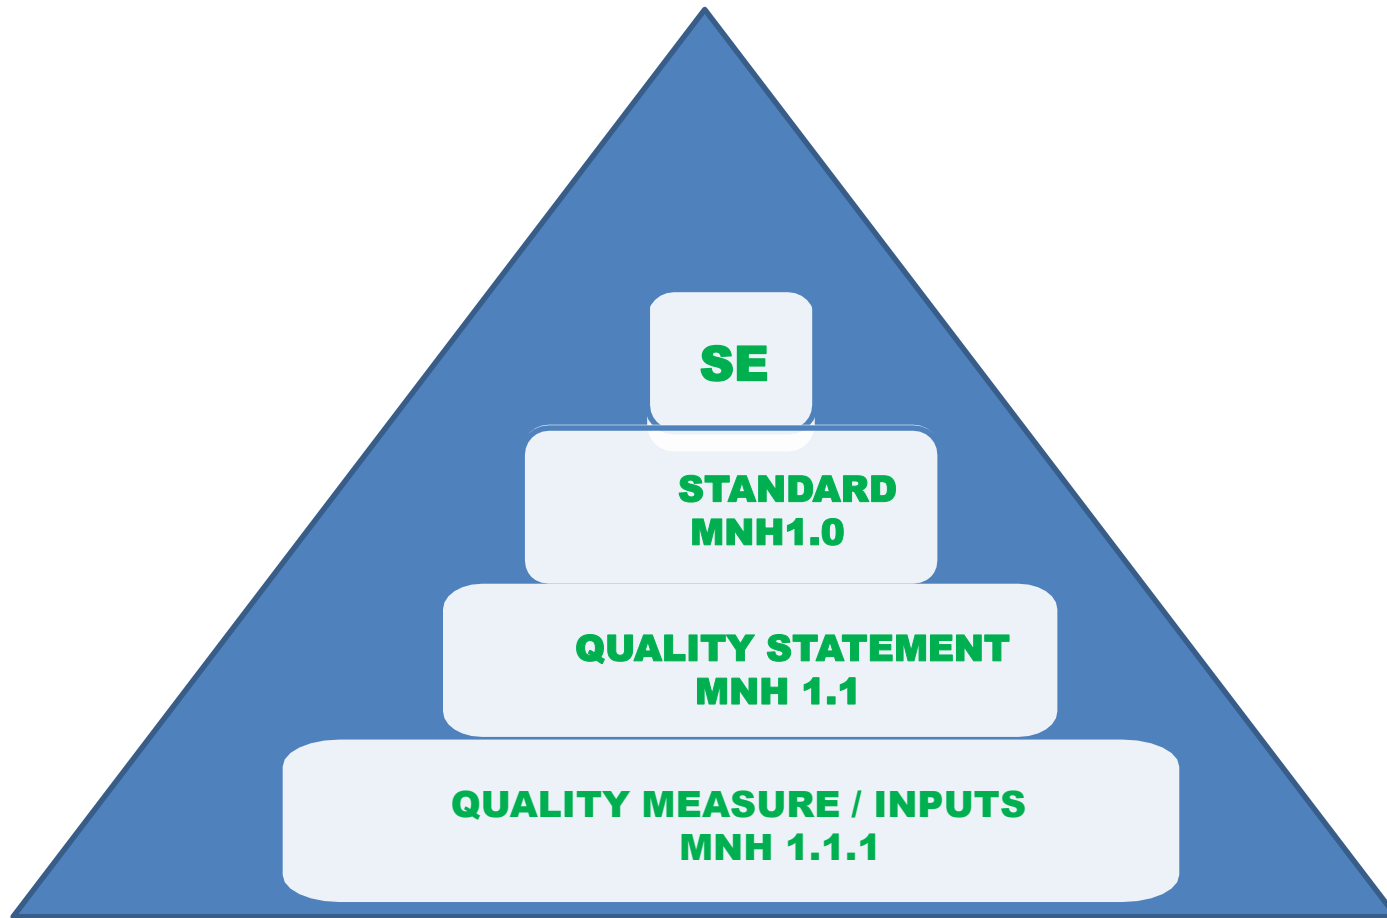 SE
STANDARD
MNH1.0
QUALITY STATEMENT
MNH 1.1
QUALITY MEASURE / INPUTS
MNH 1.1.1